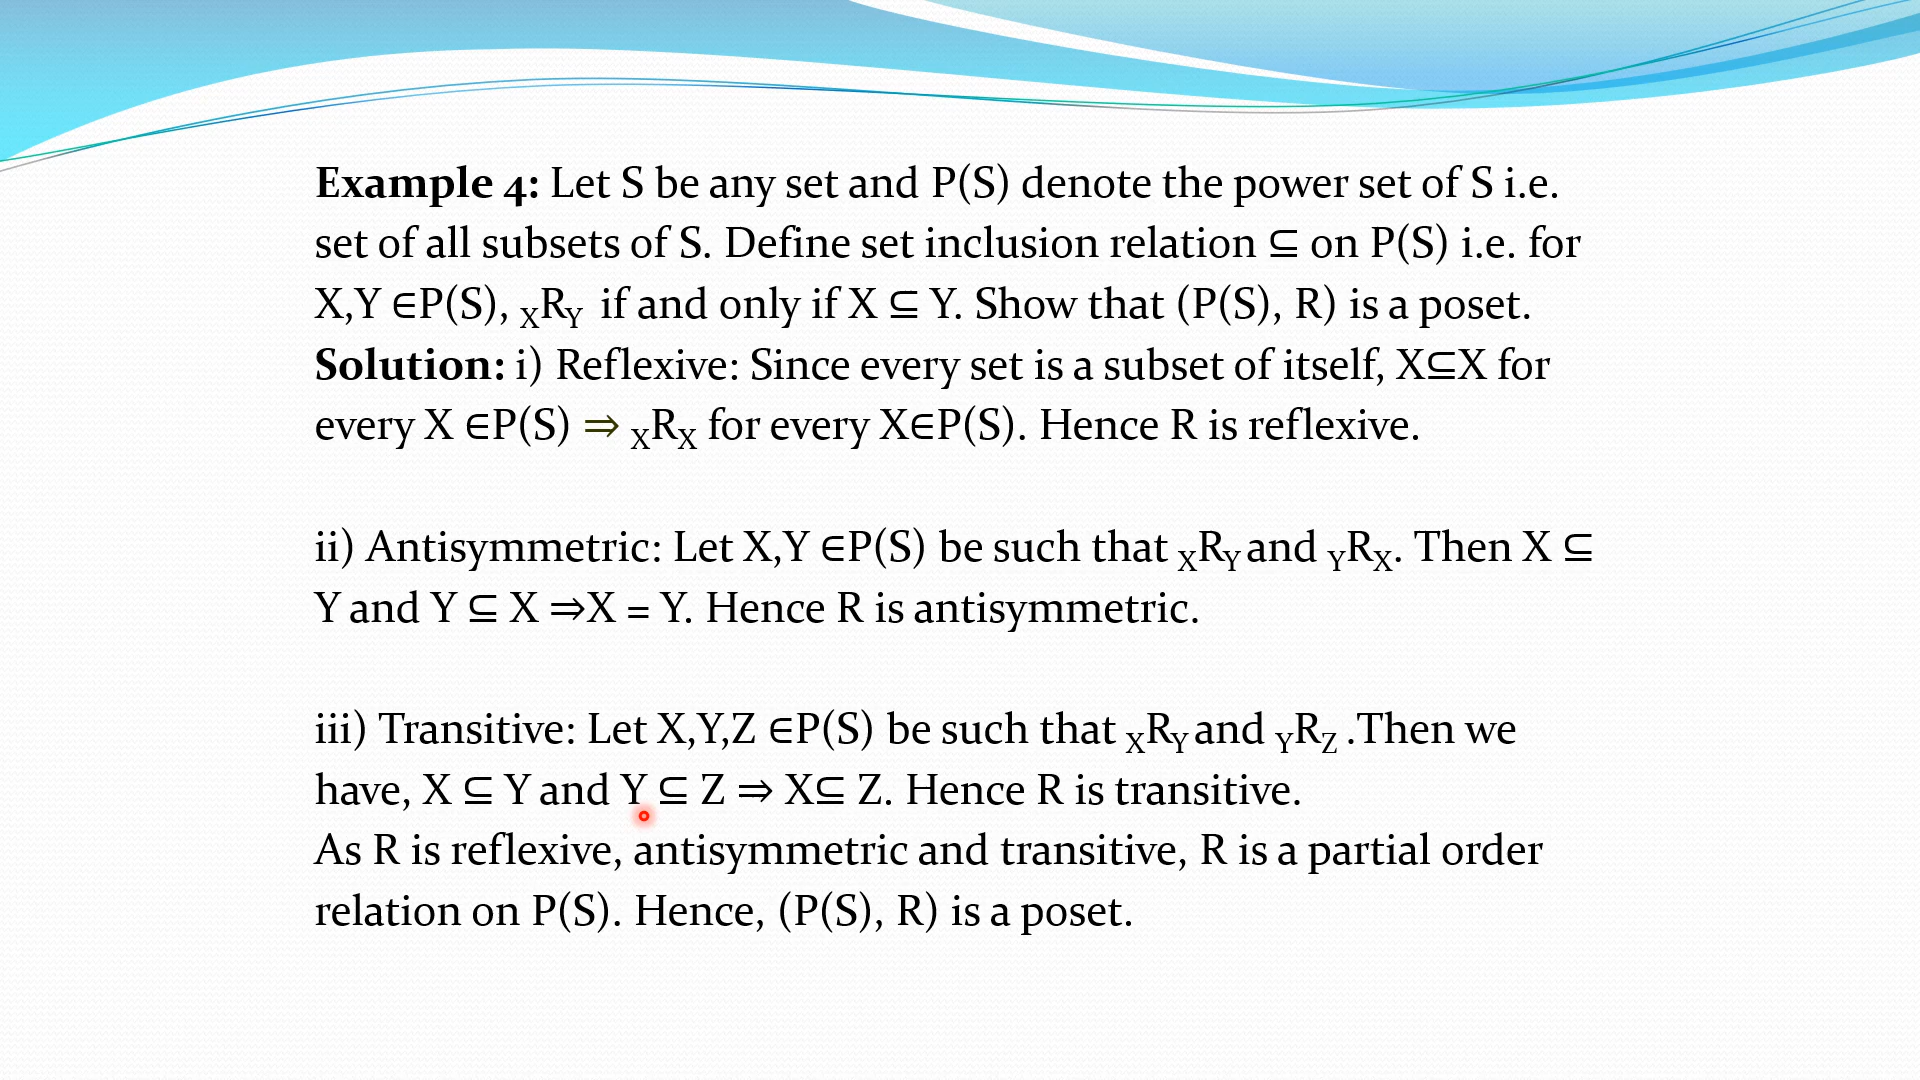 Example 4: Let S be any set and P(S) denote the power set of S i.e.
set of all subsets of S. Define set inclusion relation ⊆ on P(S) i.e. for
X,Y ∈P(S), XRY if and only if X ⊆ Y. Show that (P(S), R) is a poset.
Solution: i) Reflexive: Since every set is a subset of itself, X⊆X for
every X ∈P(S) ⇒ XRX for every X∈P(S). Hence R is reflexive.
ii) Antisymmetric: Let X,Y ∈P(S) be such that XRY and YRX. Then X ⊆
Y and Y ⊆ X ⇒X = Y. Hence R is antisymmetric.
iii) Transitive: Let X,Y,Z ∈P(S) be such that XRY and YRZ .Then we
have, X ⊆ Y and Y ⊆ Z ⇒ X⊆ Z. Hence R is transitive.
As R is reflexive, antisymmetric and transitive, R is a partial order
relation on P(S). Hence, (P(S), R) is a poset.